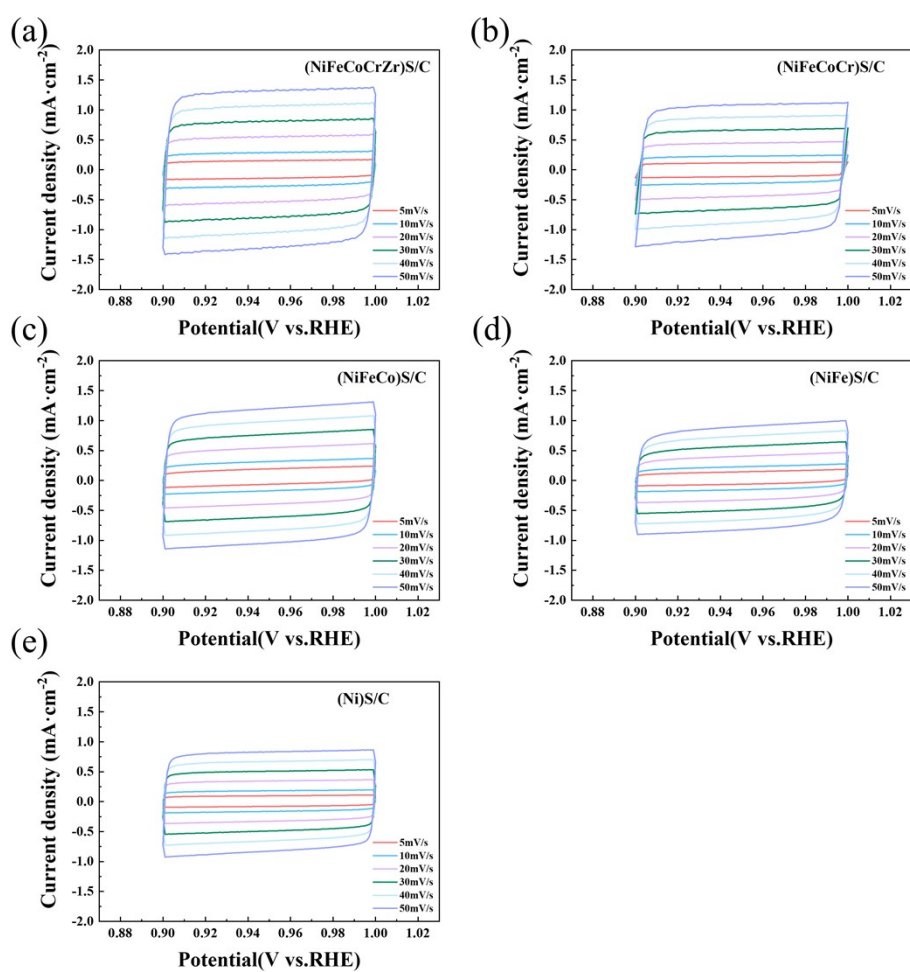 (a)
(b)
2.0
1.5
1.0
0.5
0.0
-0.5
-1.0
-1.5
-2.0
Current density (mA·cm-2)
(NiFeCoCrZr)S/C
5mV/s
10mV/s
20mV/s
30mV/s
40mV/s
50mV/s
0.88 0.90 0.92 0.94 0.96 0.98 1.00 1.02
Potential(V vs.RHE)
2.0
1.5
1.0
0.5
0.0
-0.5
-1.0
-1.5
-2.0
Current density (mA·cm-2)
(NiFeCoCr)S/C
5mV/s
10mV/s
20mV/s
30mV/s
40mV/s
50mV/s
0.88 0.90 0.92 0.94 0.96 0.98 1.00 1.02
Potential(V vs.RHE)
(c)
(d)
2.0
1.5
1.0
0.5
0.0
-0.5
-1.0
-1.5
-2.0
Current density (mA·cm-2)
(NiFeCo)S/C
5mV/s
10mV/s
20mV/s
30mV/s
40mV/s
50mV/s
0.88 0.90 0.92 0.94 0.96 0.98 1.00 1.02
Potential(V vs.RHE)
2.0
1.5
1.0
0.5
0.0
-0.5
-1.0
-1.5
-2.0
Current density (mA·cm-2)
(NiFe)S/C
5mV/s
10mV/s
20mV/s
30mV/s
40mV/s
50mV/s
0.88 0.90 0.92 0.94 0.96 0.98 1.00 1.02
Potential(V vs.RHE)
(e)
2.0
1.5
1.0
0.5
0.0
-0.5
-1.0
-1.5
-2.0
Current density (mA·cm-2)
(Ni)S/C
5mV/s
10mV/s
20mV/s
30mV/s
40mV/s
50mV/s
0.88 0.90 0.92 0.94 0.96 0.98 1.00 1.02
Potential(V vs.RHE)